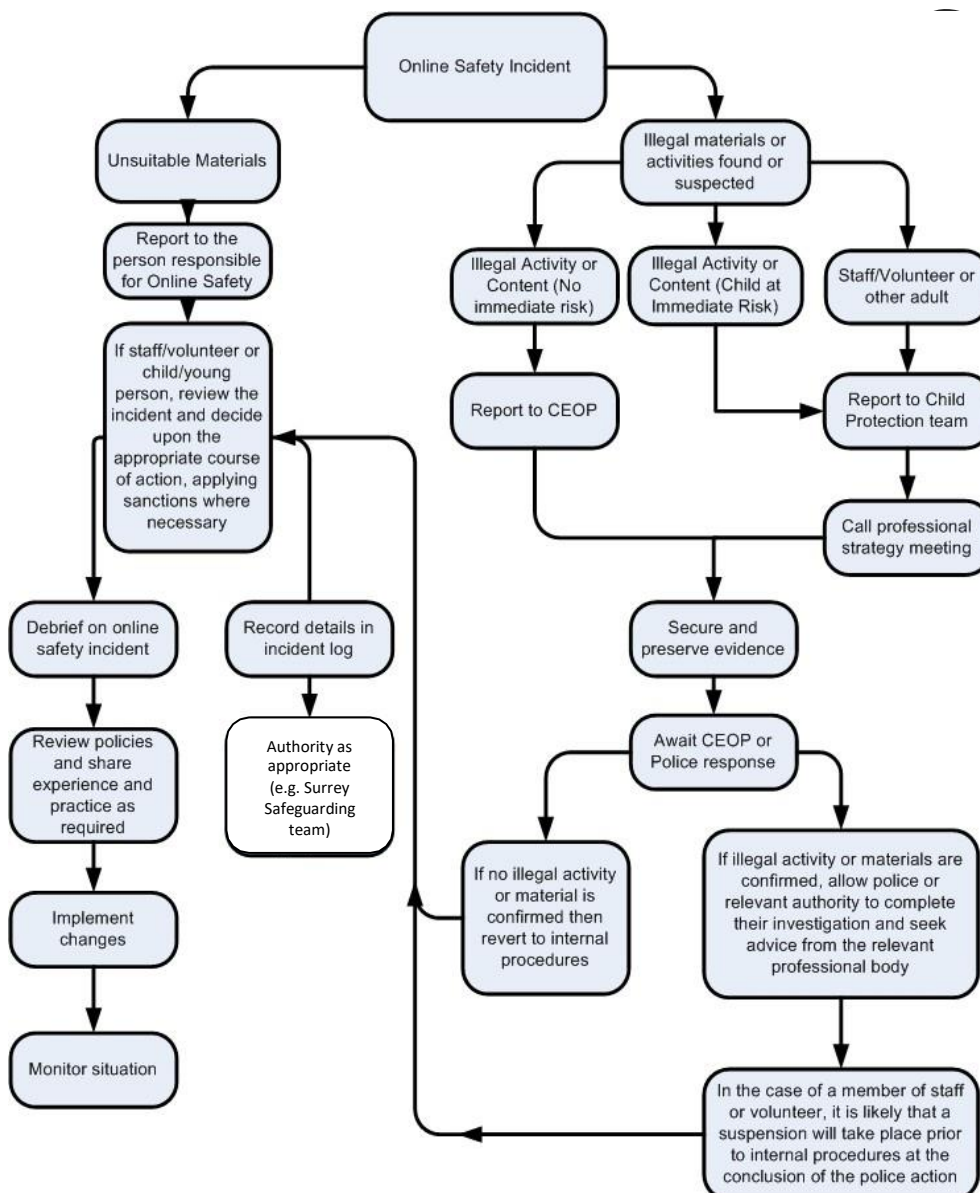 Online Safety Incident
Unsuitable Materials
Illegal materials or
activities found or
suspected
Report to the
person responsible
for Online Safety
Illegal Activity or
Content (No
immediate risk)
Illegal Activity or
Content (Child at
Immediate Risk)
Staff/Volunteer or
other adult
If staff/volunteer or
child/young
person, review the
incident and decide
upon the
appropriate course
of action, applying
sanctions where
necessary
Report to CEOP
Report to Child
Protection team
Call professional
strategy meeting
Debrief on online
safety incident
Record details in
incident log
Secure and
preserve evidence
Review policies
and share
experience and
practice as
required
Authority as
appropriate
(e.g. Surrey
Safeguarding
team)
Await CEOP or
Police response
If no illegal activity
or material is
confirmed then
revert to internal
procedures
If illegal activity or materials are
confirmed, allow police or
relevant authority to complete
their investigation and seek
advice from the relevant
professional body
Implement
changes
Monitor situation
In the case of a member of staff
or volunteer, it is likely that a
suspension will take place prior
to internal procedures at the
conclusion of the police action